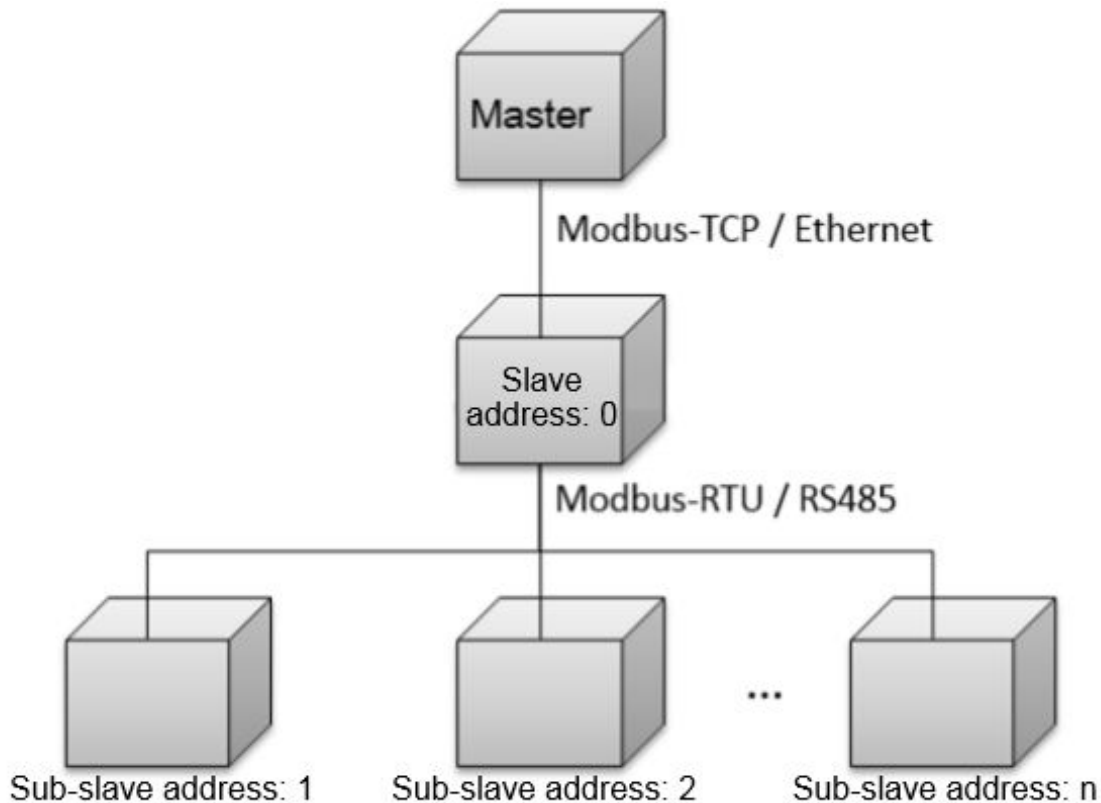 Master
Modbus-TCP / Ethernet
Slave
address: 0
Modbus-RTU / RS485
...
Sub-slave address: 1
Sub-slave address: 2
Sub-slave address: n